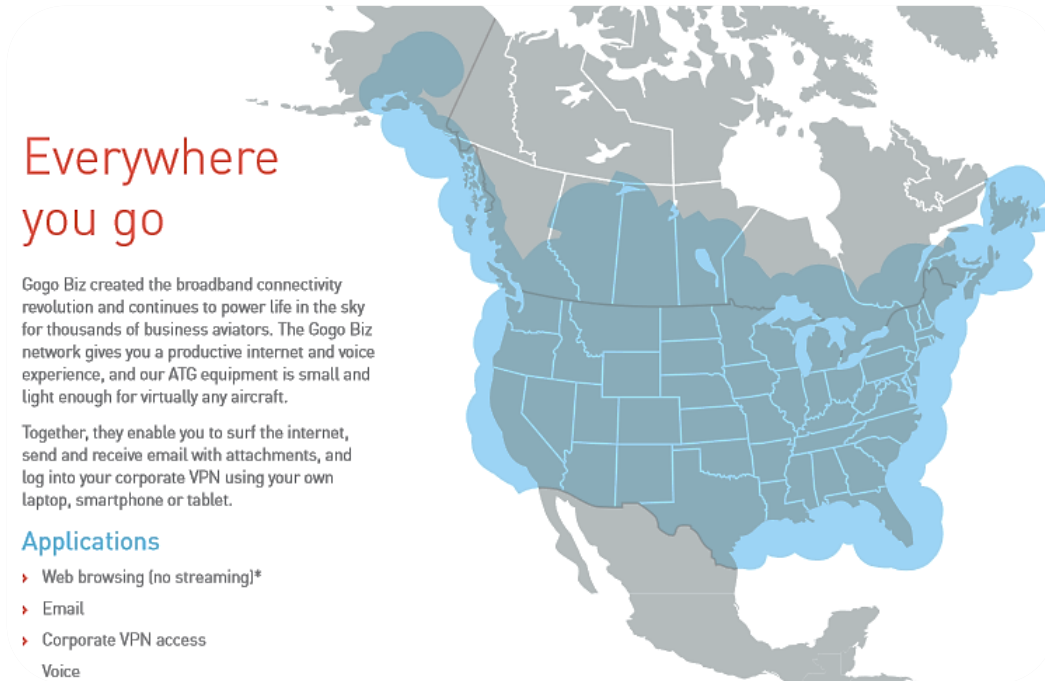 Everywhere
you go
Gogo Biz created the broadband connectivity
revolution and continues to power life in the sky
for thousands of business aviators. The Gogo Biz
network gives you a productive internet and voice
experience, and our ATG equipment is small and
light enough for virtually any aircraft.
Together, they enable you to surf the internet,
send and receive email with attachments, and
log into your corporate VPN using your own
laptop, smartphone or tablet.
Applications
› Web browsing (no streaming)*
› Email
› Corporate VPN access
Voice